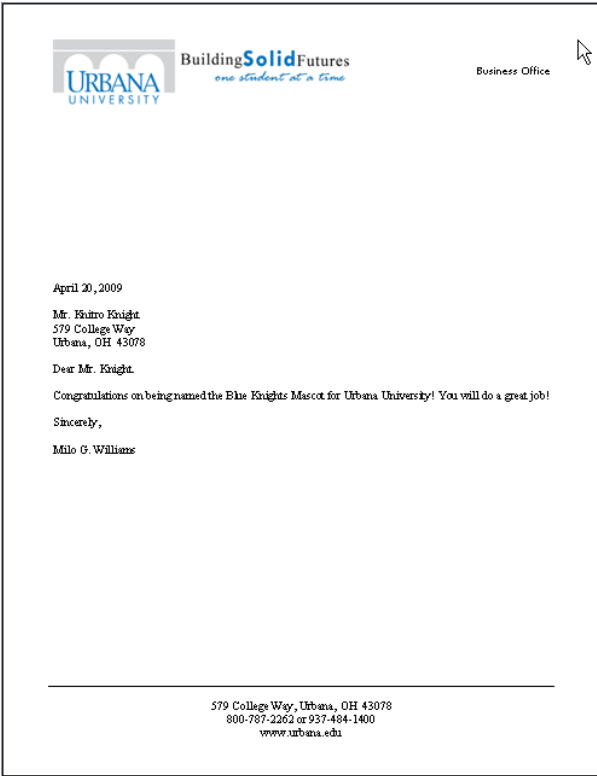 URBANA
UNIVERSITY
BuildingSolidFutures
one student at a time
Business Office
April 20, 2009
Mr. Knitro Knight
579 College Way
Urbana, OH 43078
Dear Mr. Knight.
Congratulations on being named the Blue Knights Mascot for Urbana University! You will do a great job!
Sincerely,
Milo G. Williams
579 College Way, Urbana, OH 43078
800-787-2262 or 937-484-1400
www.urbana.edu